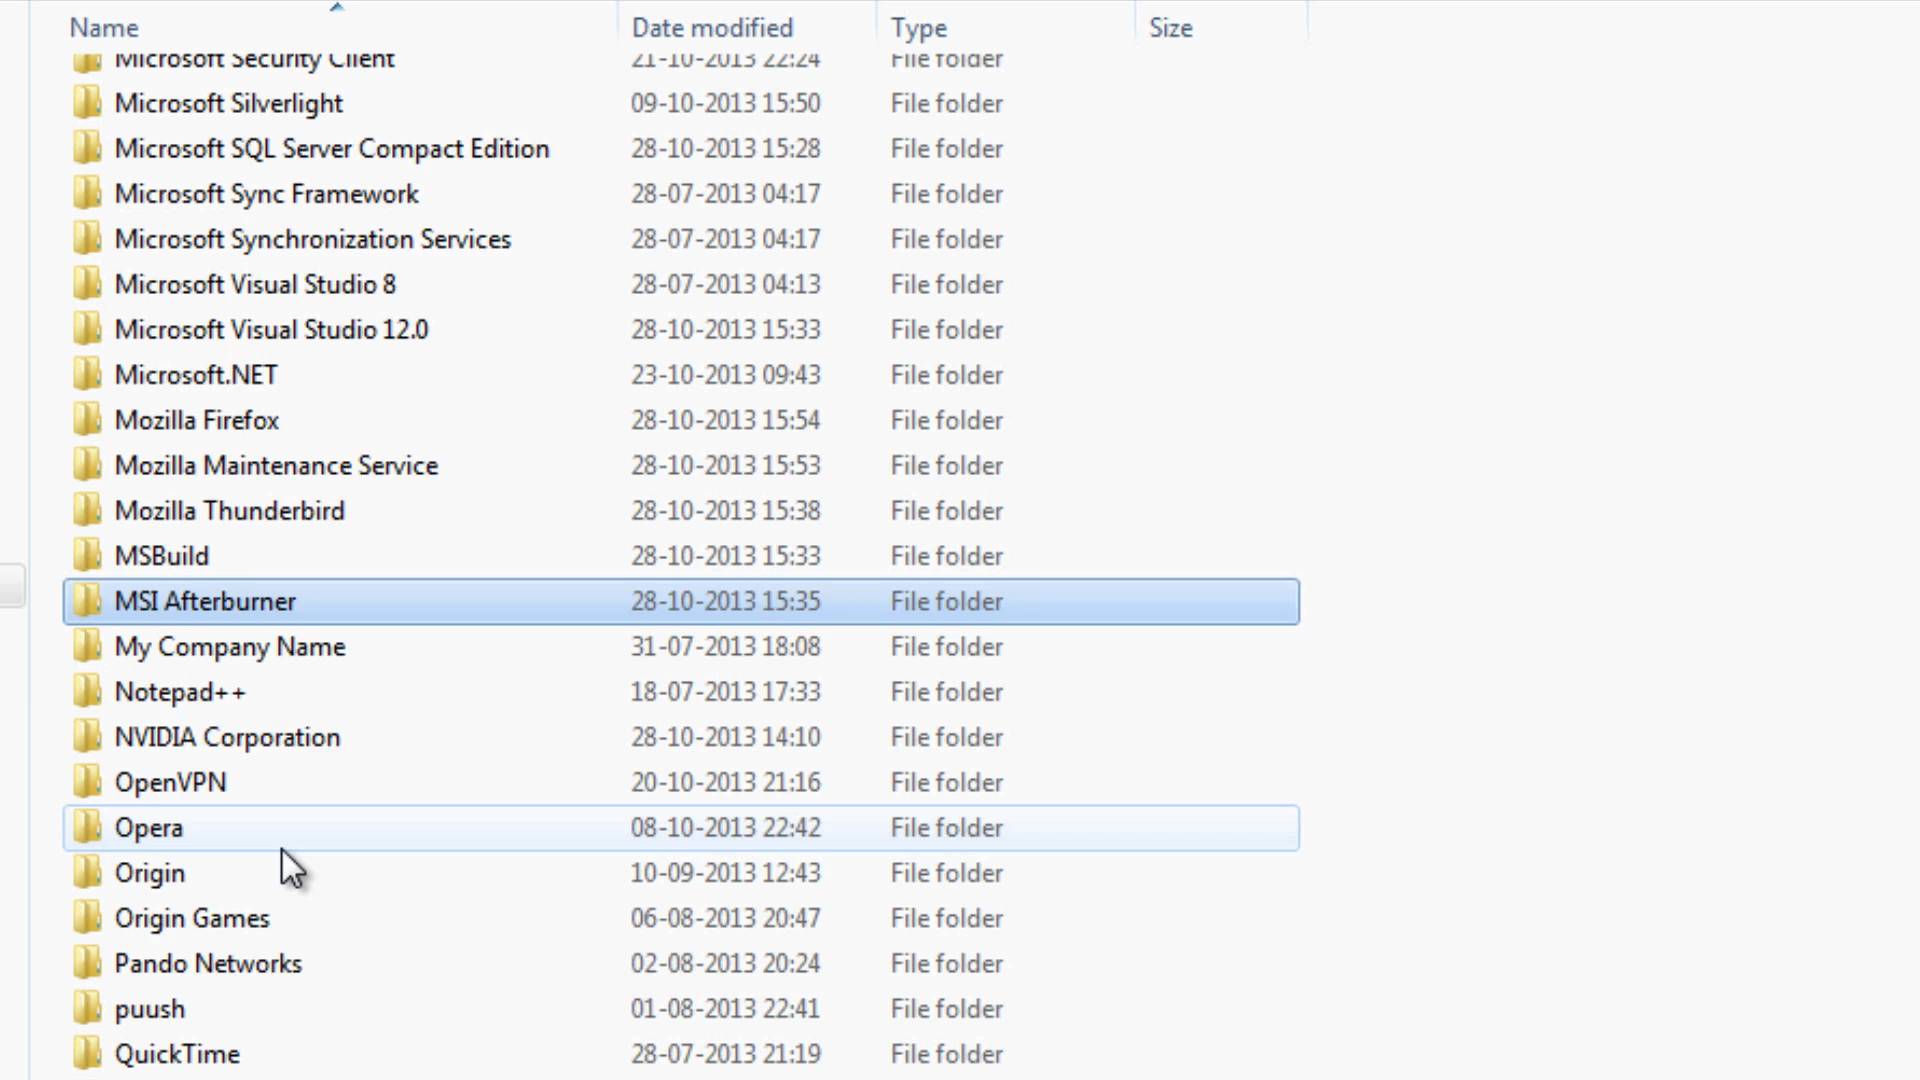 Name Date modified Type Size
Microsoft Security Client 21-10-2013 22:24 File folder
Microsoft Silverlight 09-10-2013 15:50 File folder
Microsoft SQL Server Compact Edition 28-10-2013 15:28 File folder
Microsoft Sync Framework 28-07-2013 04:17 File folder
Microsoft Synchronization Services 28-07-2013 04:17 File folder
Microsoft Visual Studio 8 28-07-2013 04:13 File folder
Microsoft Visual Studio 12.0 28-10-2013 15:33 File folder
Microsoft.NET 23-10-2013 09:43 File folder
Mozilla Firefox 28-10-2013 15:54 File folder
Mozilla Maintenance Service 28-10-2013 15:53 File folder
Mozilla Thunderbird 28-10-2013 15:38 File folder
MSBuild 28-10-2013 15:33 File folder
MSI Afterburner 28-10-2013 15:35 File folder
My Company Name 31-07-2013 18:08 File folder
Notepad++ 18-07-2013 17:33 File folder
NVIDIA Corporation 28-10-2013 14:10 File folder
OpenVPN 20-10-2013 21:16 File folder
Opera 08-10-2013 22:42 File folder
Origin 10-09-2013 12:43 File folder
Origin Games 06-08-2013 20:47 File folder
Pando Networks 02-08-2013 20:24 File folder
puush 01-08-2013 22:41 File folder
QuickTime 28-07-2013 21:19 File folder